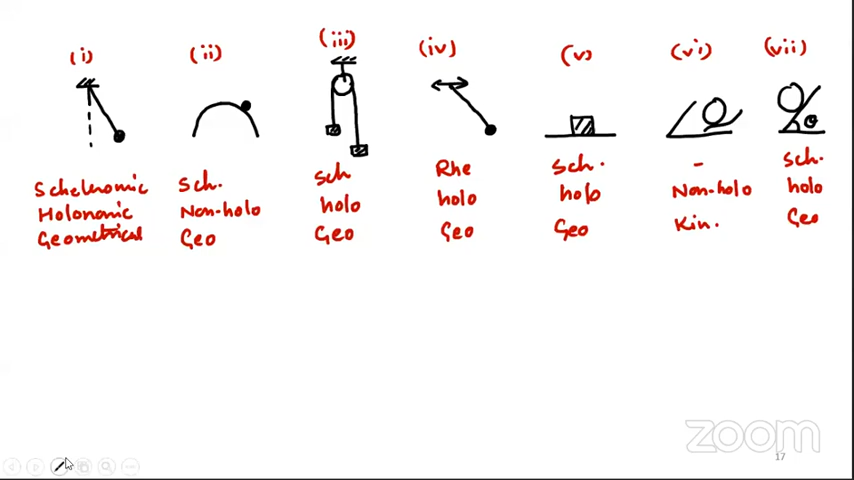 (i) (ii) (iii) (iv) (v) (vi) (vii)
θ
Schelnomic Sch. Sch Rhe Sch. - Sch.
Holonomic Non-holo holo holo holo Non-holo holo
Geometrical Geo Geo Geo Geo Kin. Geo
zoom
17